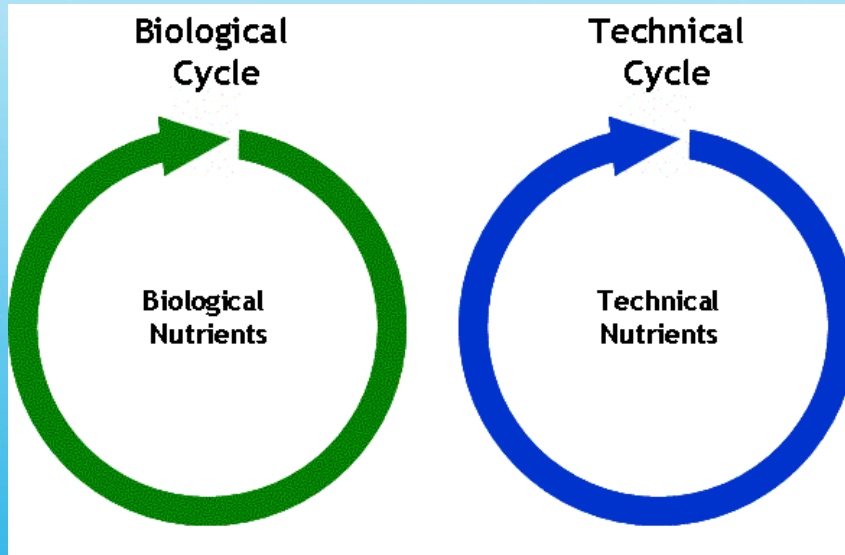 Biological
Cycle
Technical
Cycle
Biological
Nutrients
Technical
Nutrients